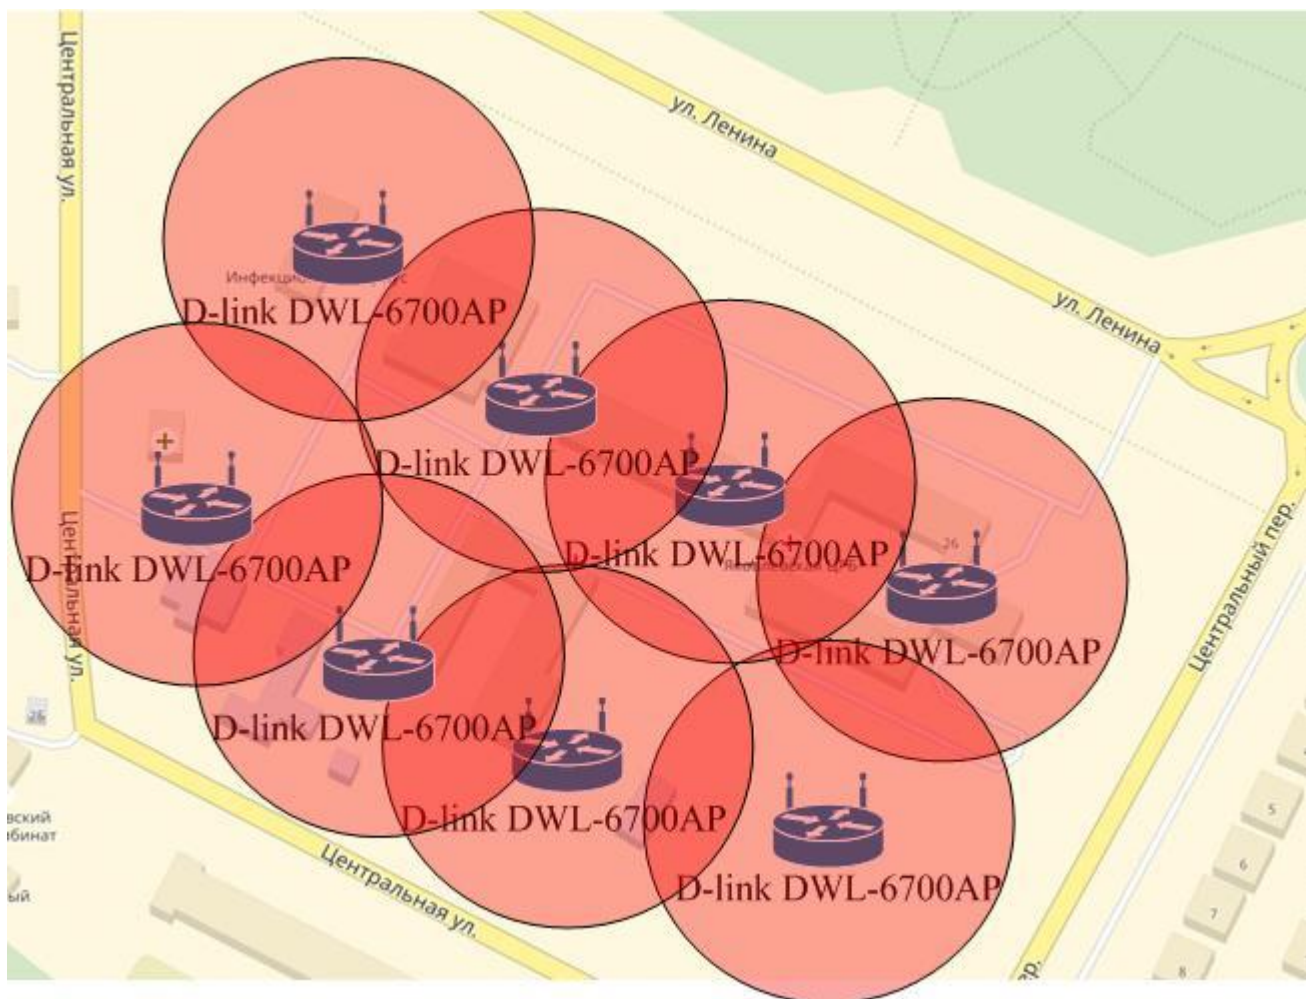 Центральная ул.
ул. Ленина
ул. Ленина
D-link DWL-6700AP
D-link DWL-6700AP
D-link DWL-6700AP
D-link DWL-6700AP
26
Центральный пер.
Центральная ул.
D-link DWL-6700AP
26
D-link DWL-6700AP
D-link DWL-6700AP
D-link DWL-6700AP
5
6
7
8
Центральная ул.
пер.